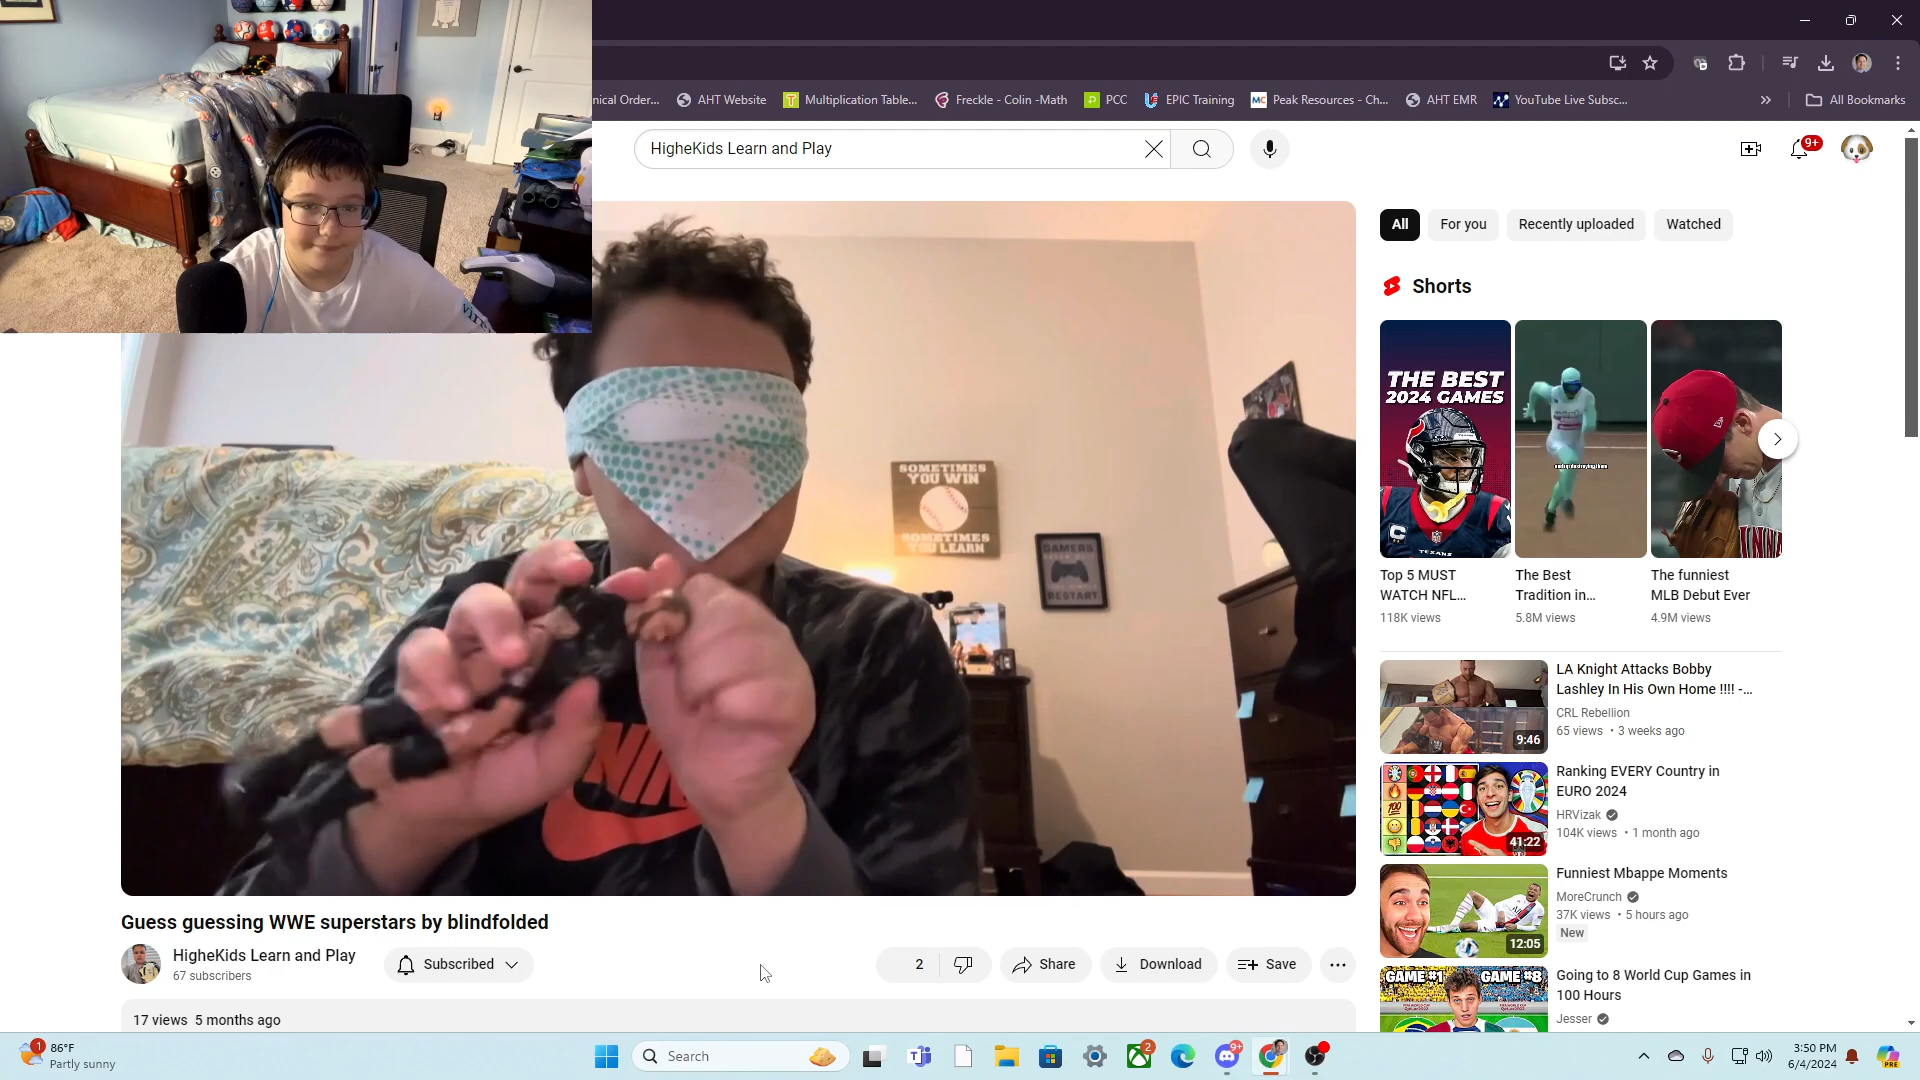 nical Order...
AHT Website
Multiplication Table...
Freckle - Colin -Math
PCC
EPIC Training
Peak Resources - Ch...
AHT EMR
YouTube Live Subsc...
»
All Bookmarks
HigheKids Learn and Play
9+
All
For you
Recently uploaded
Watched
Shorts
THE BEST
2024 GAMES
TEXANS
Top 5 MUST
WATCH NFL...
118K views
The Best
Tradition in...
5.8M views
The funniest
MLB Debut Ever
4.9M views
SOMETIMES
YOU WIN
SOMETIMES
YOU LEARN
GAMERS
RESTART
NIK
LA Knight Attacks Bobby
Lashley In His Own Home !!!! -...
CRL Rebellion
65 views • 3 weeks ago
9:46
Ranking EVERY Country in
EURO 2024
HRVizak
104K views • 1 month ago
100
41:22
Funniest Mbappe Moments
MoreCrunch
37K views • 5 hours ago
New
12:05
Going to 8 World Cup Games in
100 Hours
Jesser
GAME #1
GAME #8
Guess guessing WWE superstars by blindfolded
HigheKids Learn and Play
67 subscribers
Subscribed
2
Share
Download
Save
17 views 5 months ago
1
86°F
Partly sunny
Search
2
9+
3:50 PM
6/4/2024
PRE